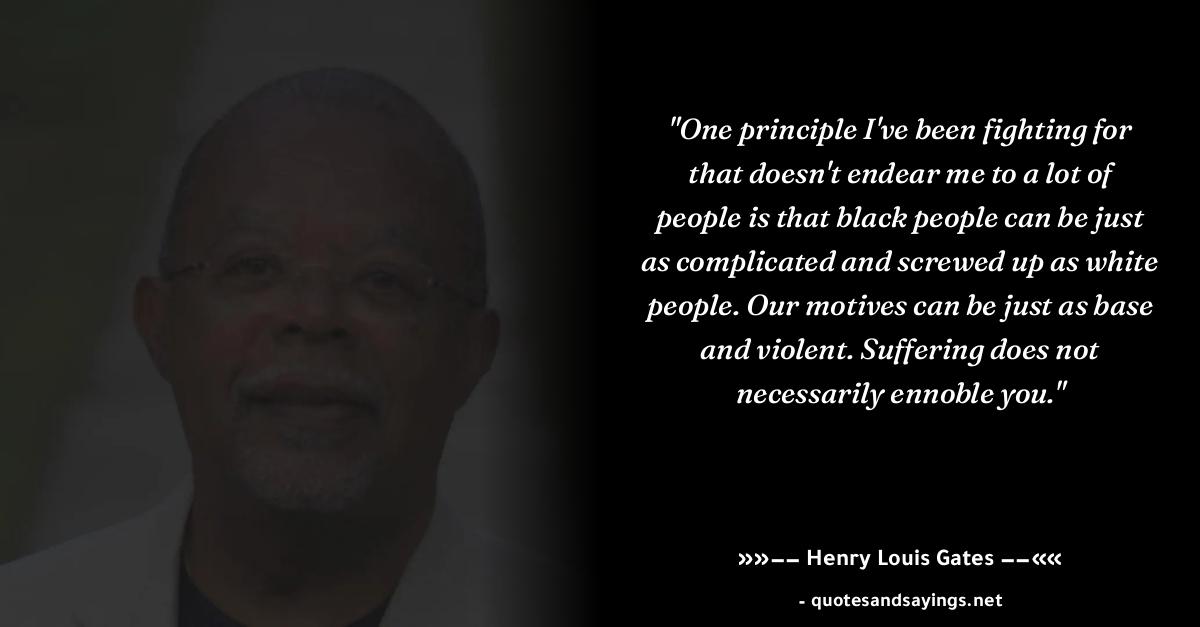 "One principle I've been fighting for
that doesn't endear me to a lot of
people is that black people can be just
as complicated and screwed up as white
people. Our motives can be just as base
and violent. Suffering does not
necessarily ennoble you."
»»−− Henry Louis Gates −−««
- quotesandsayings.net